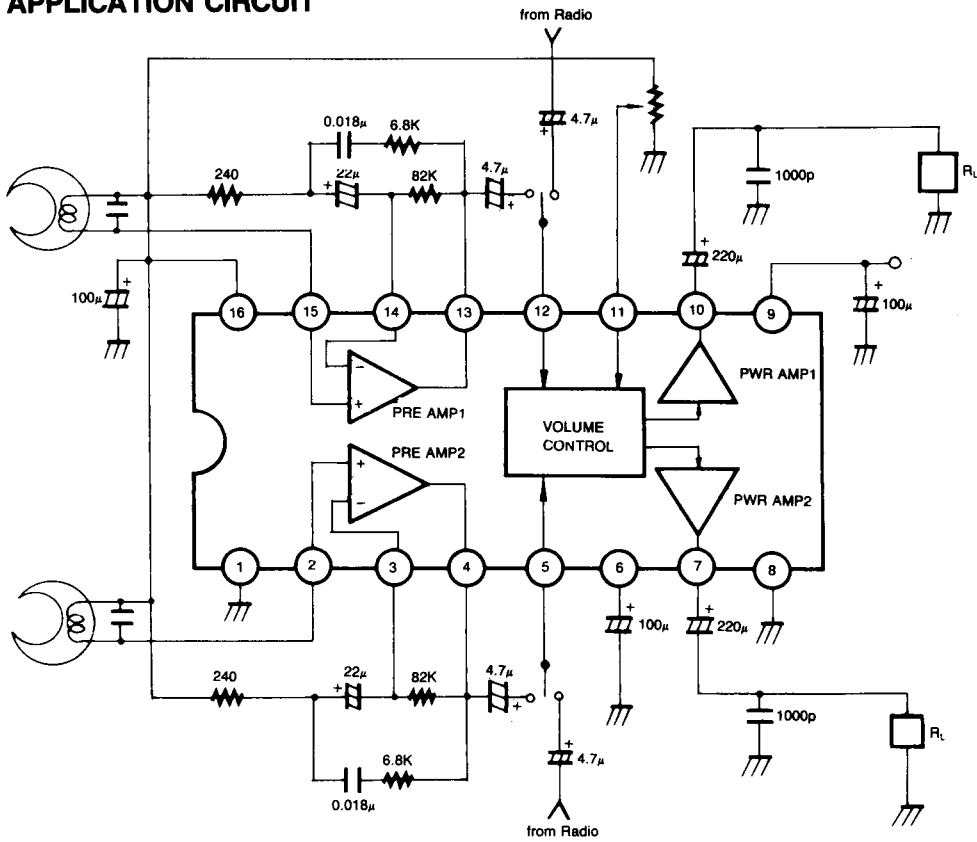 APPLICATION CIRCUIT
from Radio
0.018μ
6.8K
4.7μ
+
240
+
22μ
82K
4.7μ
+
1000p
RL
+
220μ
+
100μ
+
100μ
16
15
14
13
12
11
10
9
−
+
PRE AMP1
PWR AMP1
VOLUME
CONTROL
PRE AMP2
+
−
PWR AMP2
1
2
3
4
5
6
7
8
+
100μ
+
220μ
240
22μ
+
82K
4.7μ
+
1000p
RL
6.8K
0.018μ
+
4.7μ
from Radio